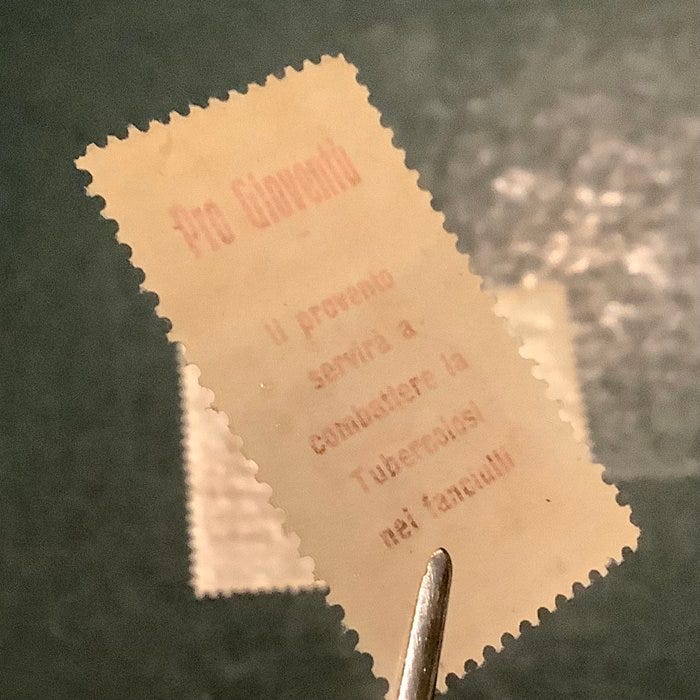 Pro Gioventù
Il provento
servirà a
combattere la
Tubercolosi
nei fanciulli